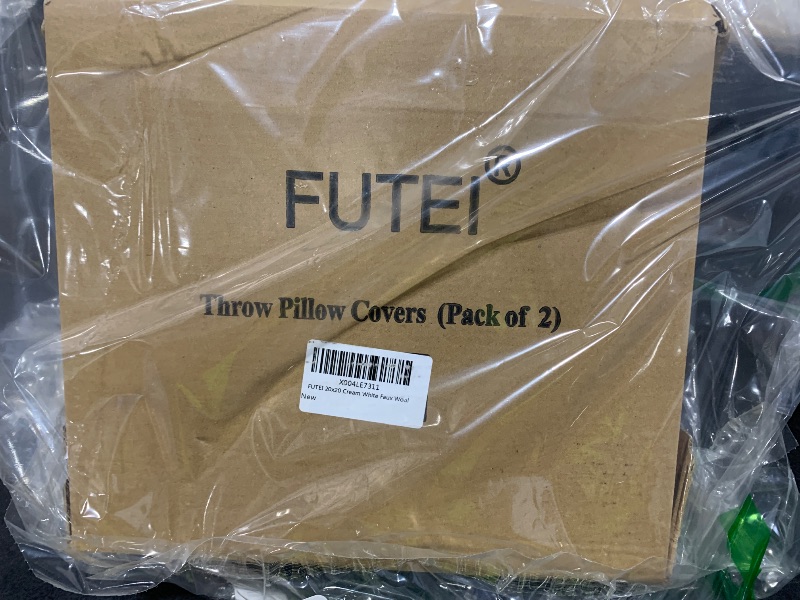 FUTEI®
Throw Pillow Covers (Pack of 2)
X004LE7311
FUTEI 20x20 Cream White Faux Wool
New